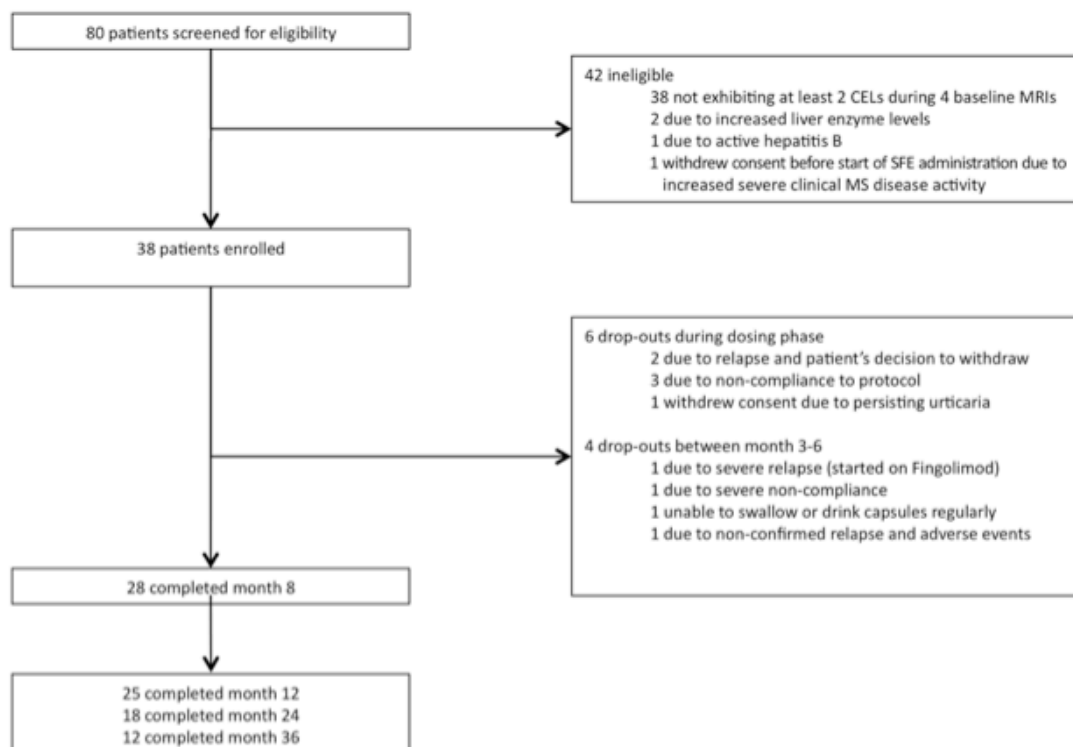 80 patients screened for eligibility
42 ineligible
38 not exhibiting at least 2 CELs during 4 baseline MRIs
2 due to increased liver enzyme levels
1 due to active hepatitis B
1 withdrew consent before start of SFE administration due to
increased severe clinical MS disease activity
38 patients enrolled
6 drop-outs during dosing phase
2 due to relapse and patient’s decision to withdraw
3 due to non-compliance to protocol
1 withdrew consent due to persisting urticaria
4 drop-outs between month 3-6
1 due to severe relapse (started on Fingolimod)
1 due to severe non-compliance
1 unable to swallow or drink capsules regularly
1 due to non-confirmed relapse and adverse events
28 completed month 8
25 completed month 12
18 completed month 24
12 completed month 36